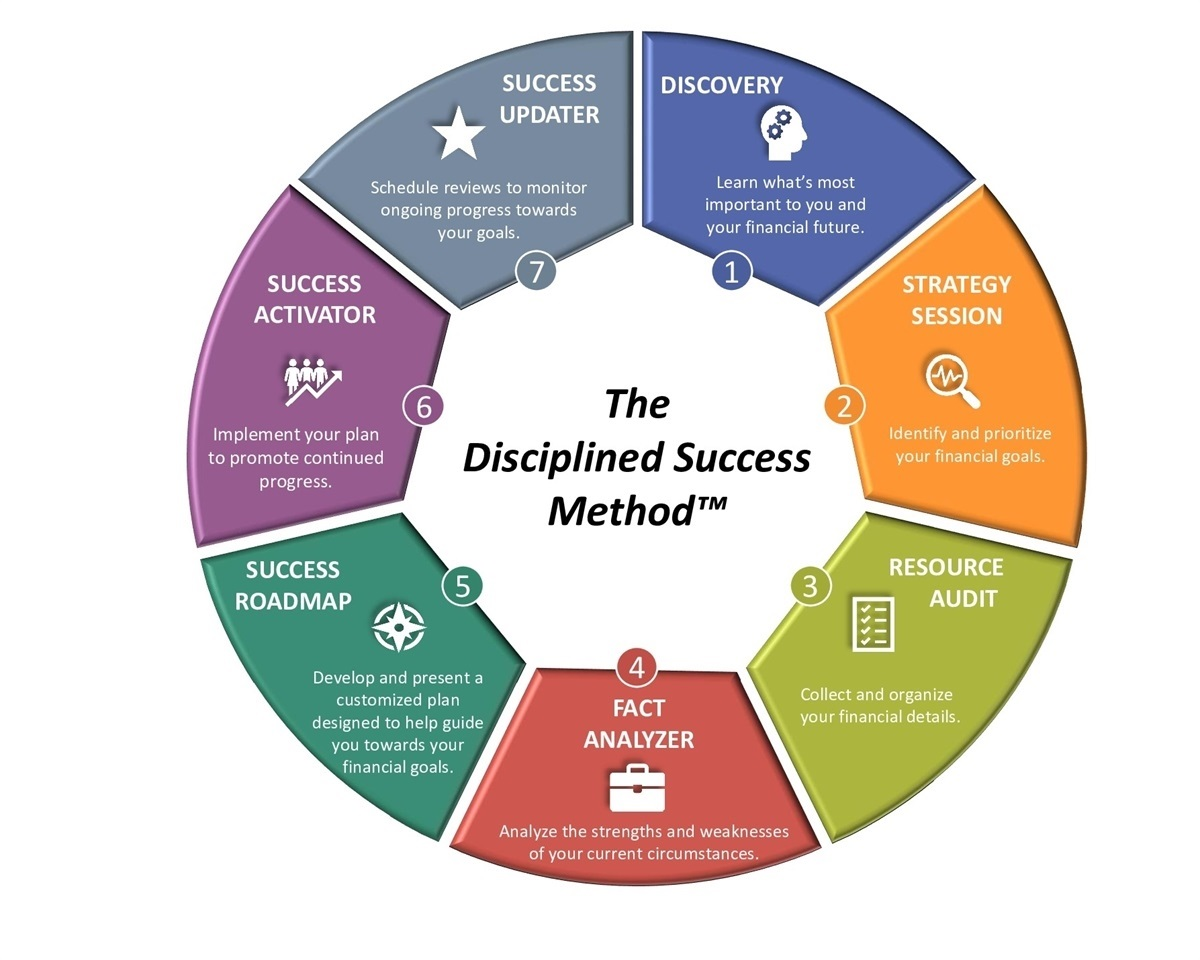 The
Disciplined Success
Method™
DISCOVERY
Learn what's most
important to you and
your financial future.
1
STRATEGY
SESSION
2
Identify and prioritize
your financial goals.
3
RESOURCE
AUDIT
Collect and organize
your financial details.
4
FACT
ANALYZER
Analyze the strengths and weaknesses
of your current circumstances.
SUCCESS
ROADMAP
5
Develop and present a
customized plan
designed to help guide
you towards your
financial goals.
SUCCESS
ACTIVATOR
6
Implement your plan
to promote continued
progress.
SUCCESS
UPDATER
Schedule reviews to monitor
ongoing progress towards
your goals.
7